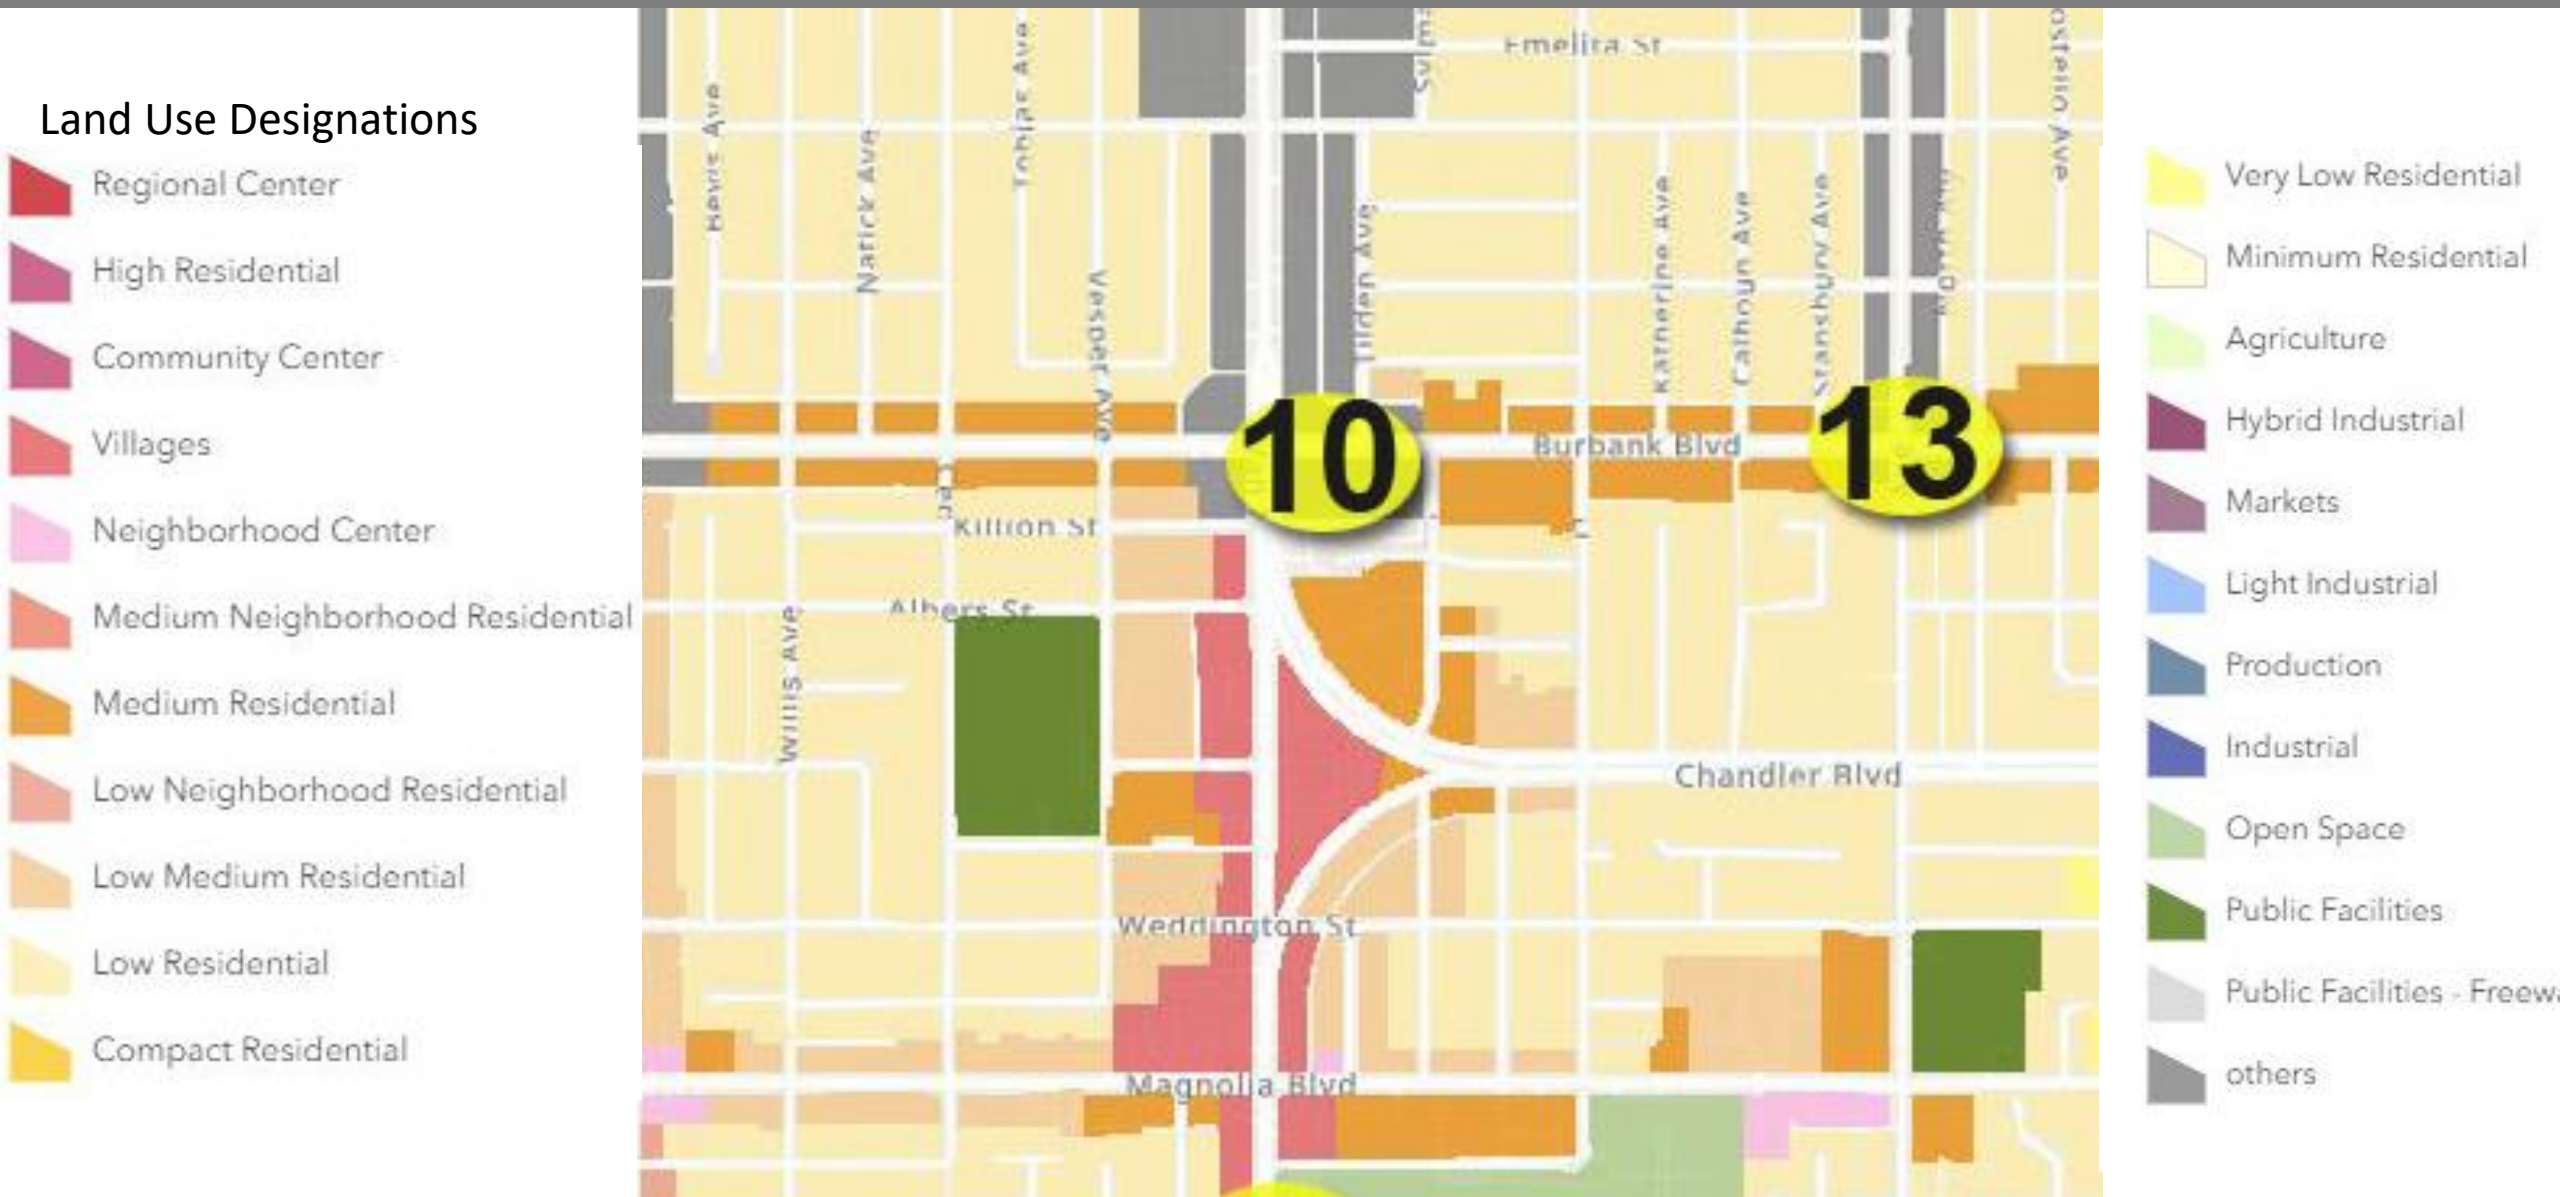 Land Use Designations
Regional Center
High Residential
Community Center
Villages
Neighborhood Center
Medium Neighborhood Residential
Medium Residential
Low Neighborhood Residential
Low Medium Residential
Low Residential
Compact Residential
Emelita St
Tobias Ave
Natick Ave
Vesper Ave
Tilden Ave
Katherine Ave
Calhoun Ave
Stansbury Ave
10
13
Burbank Blvd
Killion St
Albers St
Willis Ave
Chandler Blvd
Weddington St
Magnolia Blvd
Very Low Residential
Minimum Residential
Agriculture
Hybrid Industrial
Markets
Light Industrial
Production
Industrial
Open Space
Public Facilities
Public Facilities - Freewa
others